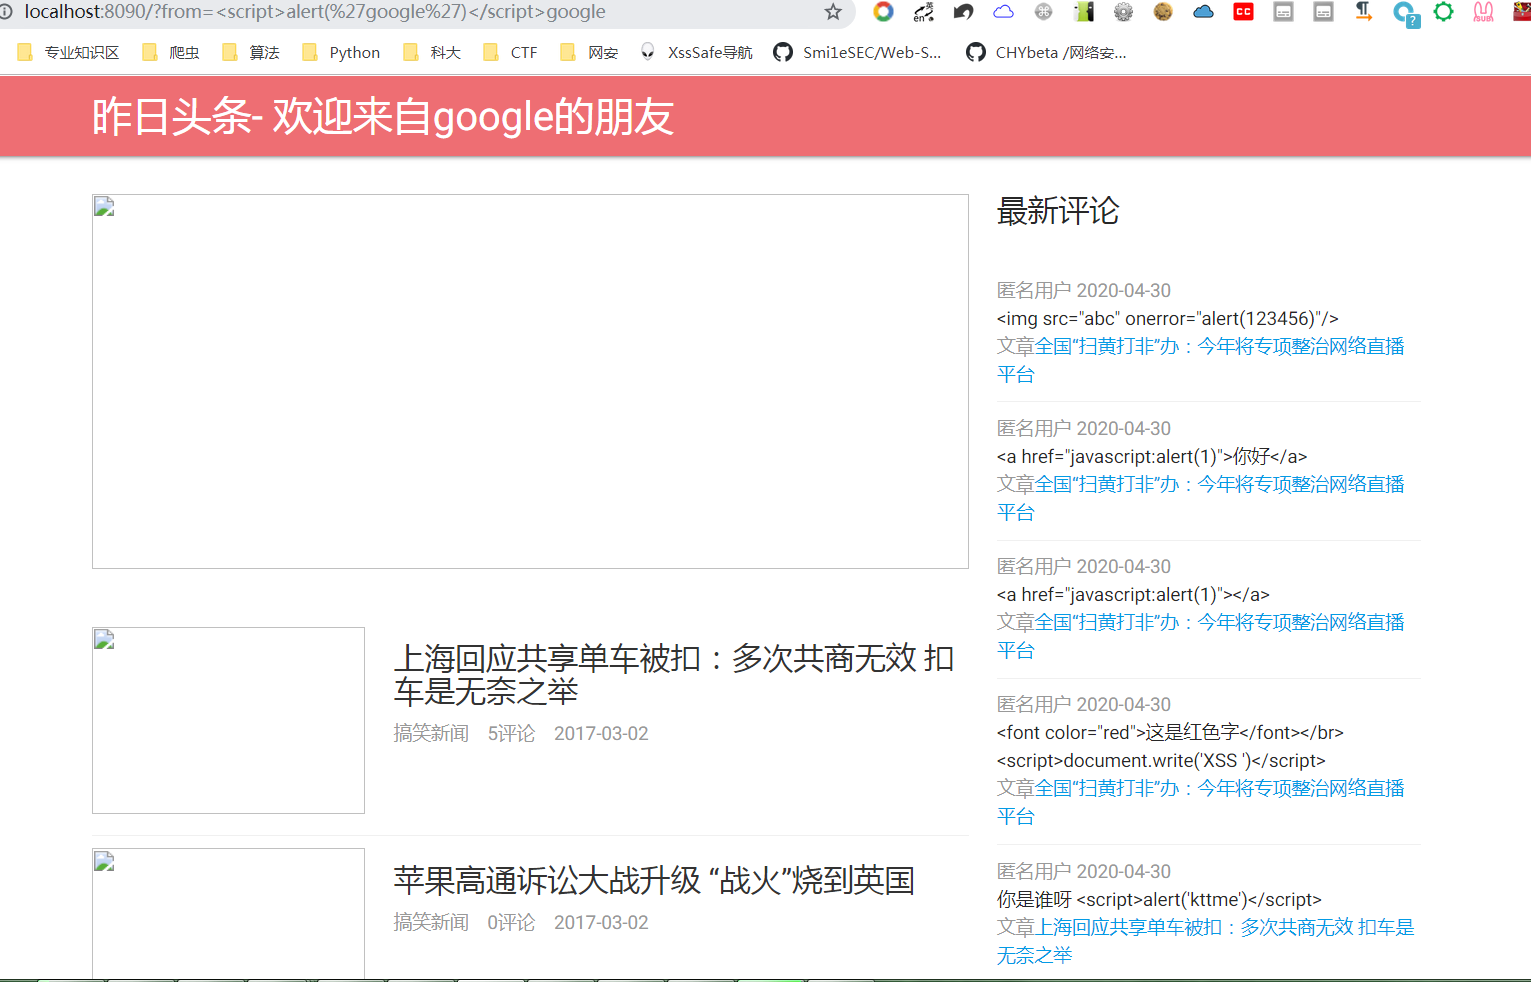 localhost:8090/?from=<script>alert(%27google%27)</script>google
专业知识区 爬虫 算法 Python 科大 CTF 网安 XssSafe导航 Smi1eSEC/Web-S... CHYbeta /网络安...
昨日头条- 欢迎来自google的朋友
最新评论
匿名用户 2020-04-30
<img src="abc" onerror="alert(123456)"/>
文章全国“扫黄打非”办：今年将专项整治网络直播
平台
匿名用户 2020-04-30
<a href="javascript:alert(1)">你好</a>
文章全国“扫黄打非”办：今年将专项整治网络直播
平台
匿名用户 2020-04-30
<a href="javascript:alert(1)"></a>
文章全国“扫黄打非”办：今年将专项整治网络直播
平台
匿名用户 2020-04-30
<font color="red">这是红色字</font></br>
<script>document.write('XSS ')</script>
文章全国“扫黄打非”办：今年将专项整治网络直播
平台
匿名用户 2020-04-30
你是谁呀 <script>alert('kttme')</script>
文章上海回应共享单车被扣：多次共商无效 扣车是
无奈之举
上海回应共享单车被扣：多次共商无效 扣
车是无奈之举
搞笑新闻 5评论 2017-03-02
苹果高通诉讼大战升级 “战火”烧到英国
搞笑新闻 0评论 2017-03-02